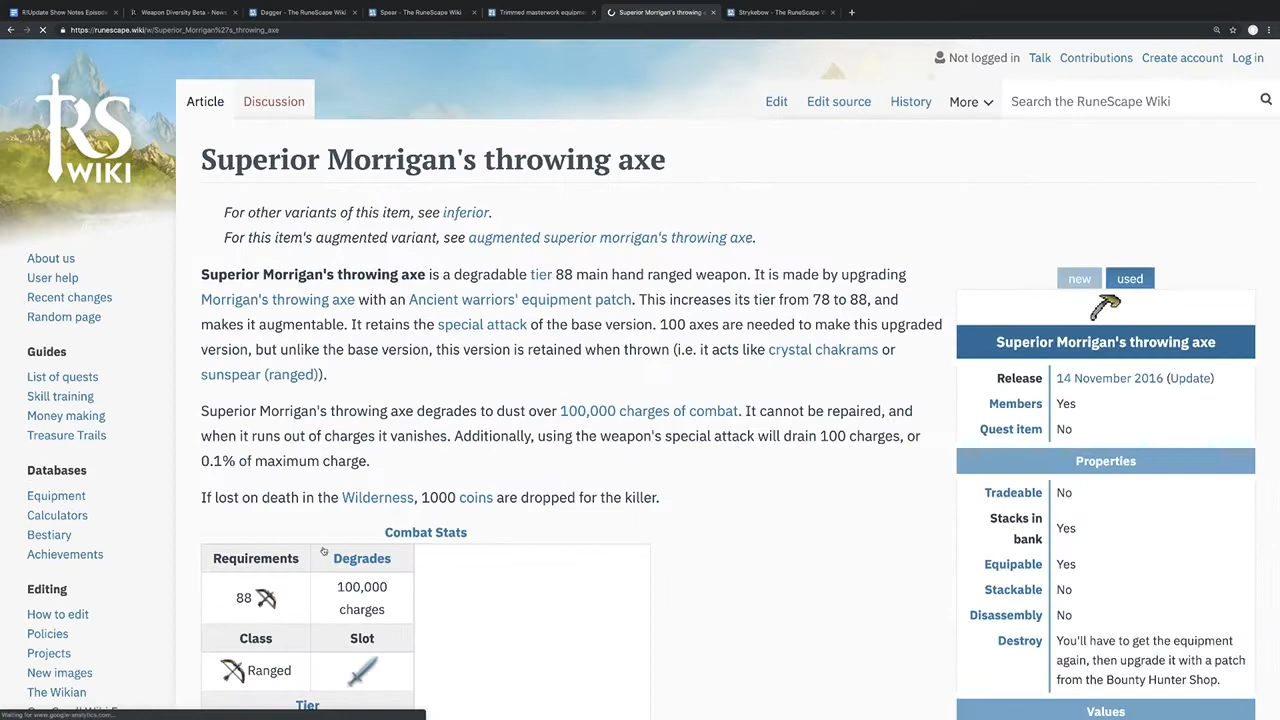 R/Update Show Notes Episode
Weapon Diversity Beta - News
Dagger - The RuneScape Wiki
Spear - The RuneScape Wiki
Trimmed masterwork equipme
Superior Morrigan's throwing a
Strykebow - The RuneScape W
https://runescape.wiki/w/Superior_Morrigan%27s_throwing_axe
Not logged in Talk Contributions Create account Log in
RS
WIKI
Article Discussion
Edit Edit source History More Search the RuneScape Wiki
Superior Morrigan's throwing axe
For other variants of this item, see inferior.
For this item's augmented variant, see augmented superior morrigan's throwing axe.
Superior Morrigan's throwing axe is a degradable tier 88 main hand ranged weapon. It is made by upgrading
Morrigan's throwing axe with an Ancient warriors' equipment patch. This increases its tier from 78 to 88, and
makes it augmentable. It retains the special attack of the base version. 100 axes are needed to make this upgraded
version, but unlike the base version, this version is retained when thrown (i.e. it acts like crystal chakrams or
sunspear (ranged)).
Superior Morrigan's throwing axe degrades to dust over 100,000 charges of combat. It cannot be repaired, and
when it runs out of charges it vanishes. Additionally, using the weapon's special attack will drain 100 charges, or
0.1% of maximum charge.
If lost on death in the Wilderness, 1000 coins are dropped for the killer.
Combat Stats
Requirements Degrades
88 100,000
charges
Class Slot
Ranged
Tier
new used
Superior Morrigan's throwing axe
Release 14 November 2016 (Update)
Members Yes
Quest item No
Properties
Tradeable No
Stacks in
bank Yes
Equipable Yes
Stackable No
Disassembly No
Destroy You'll have to get the equipment
again, then upgrade it with a patch
from the Bounty Hunter Shop.
Values
About us
User help
Recent changes
Random page
Guides
List of quests
Skill training
Money making
Treasure Trails
Databases
Equipment
Calculators
Bestiary
Achievements
Editing
How to edit
Policies
Projects
New images
The Wikian
Waiting for www.google-analytics.com...